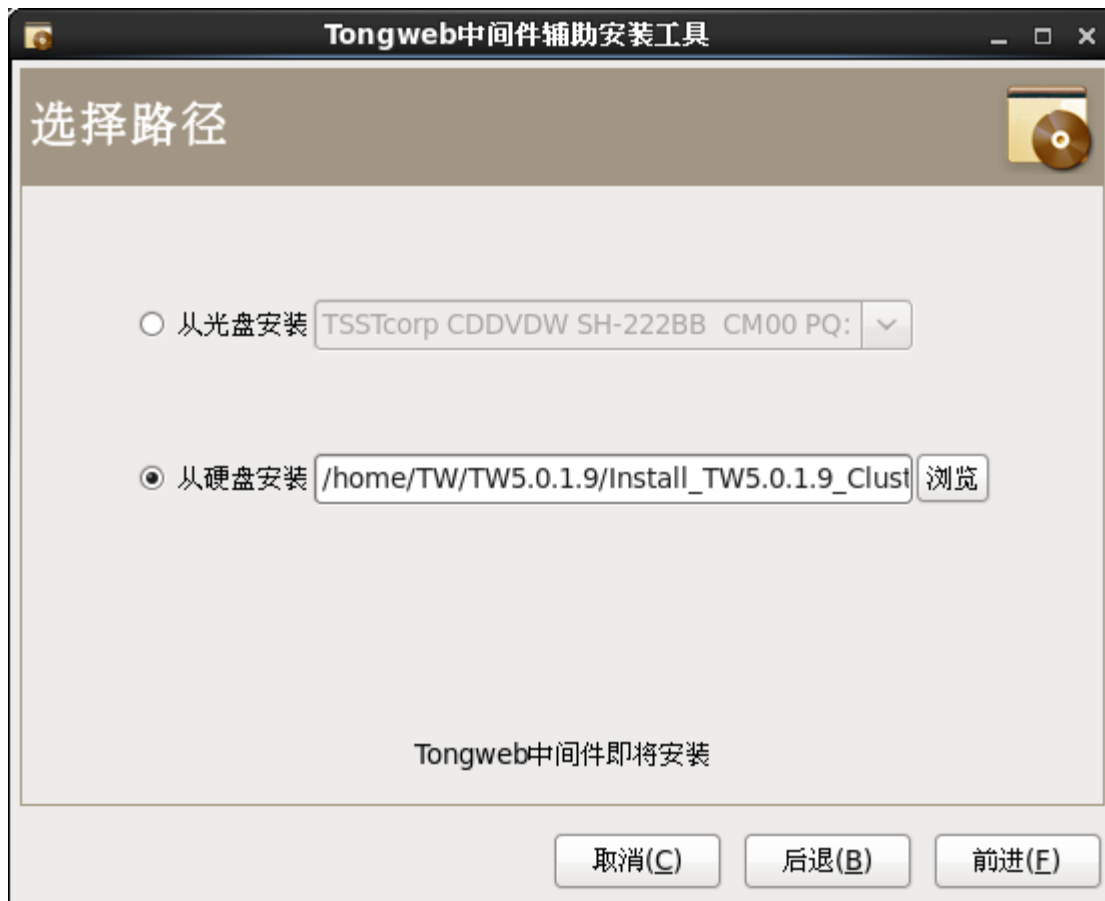 Tongweb中间件辅助安装工具
选择路径
从光盘安装 TSSTcorp CDDVDW SH-222BB  CM00 PQ:
从硬盘安装 /home/TW/TW5.0.1.9/Install_TW5.0.1.9_Clust 浏览
Tongweb中间件即将安装
取消(C) 后退(B) 前进(F)